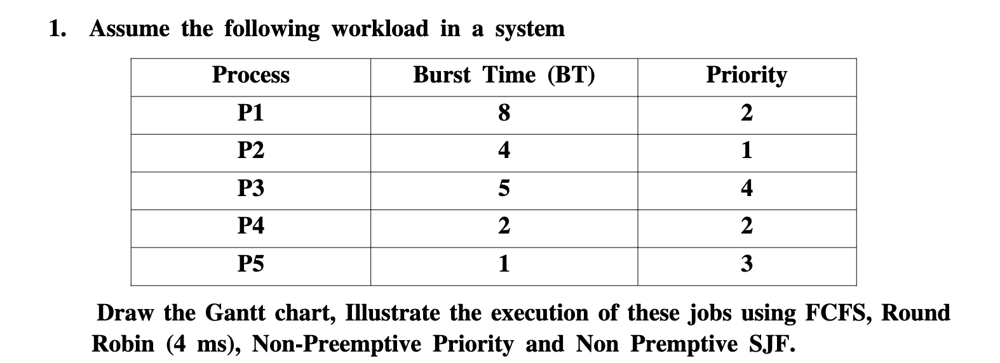 1. Assume the following workload in a system
Process Burst Time (BT) Priority
P1 8 2
P2 4 1
P3 5 4
P4 2 2
P5 1 3
Draw the Gantt chart, Illustrate the execution of these jobs using FCFS, Round
Robin (4 ms), Non-Preemptive Priority and Non Premptive SJF.